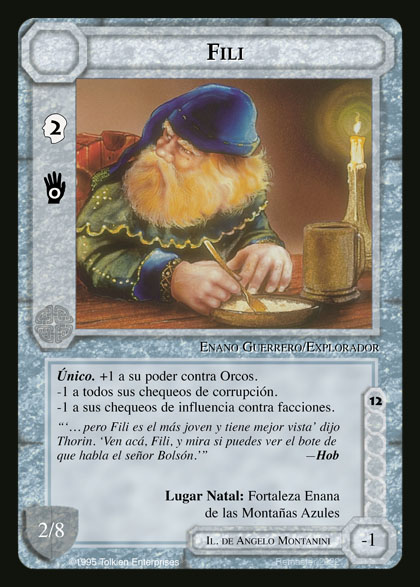 FILI
2
ENANO GUERRERO/EXPLORADOR
Único. +1 a su poder contra Orcos.
-1 a todos sus chequeos de corrupción.
-1 a sus chequeos de influencia contra facciones.
“‘… pero Fili es el más joven y tiene mejor vista’ dijo
Thorin. ‘Ven acá, Fili, y mira si puedes ver el bote de
que habla el señor Bolsón.’” –Hob
12
Lugar Natal: Fortaleza Enana
de las Montañas Azules
2/8
IL. DE ANGELO MONTANINI
-1
©1995 Tolkien Enterprises